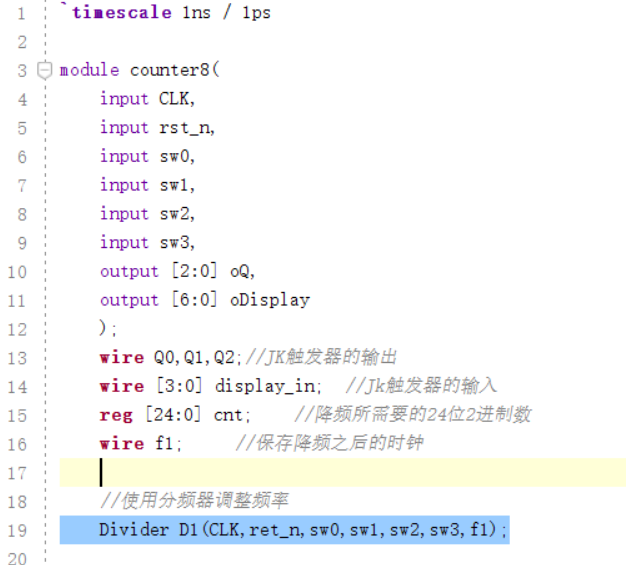 1 `timescale 1ns / 1ps
2
3 module counter8(
4 input CLK,
5 input rst_n,
6 input sw0,
7 input sw1,
8 input sw2,
9 input sw3,
10 output [2:0] oQ,
11 output [6:0] oDisplay
12 );
13 wire Q0,Q1,Q2;//JK触发器的输出
14 wire [3:0] display_in; //Jk触发器的输入
15 reg [24:0] cnt; //降频所需要的24位2进制数
16 wire f1; //保存降频之后的时钟
17
18 //使用分频器调整频率
19 Divider D1(CLK,ret_n,sw0,sw1,sw2,sw3,f1);
20